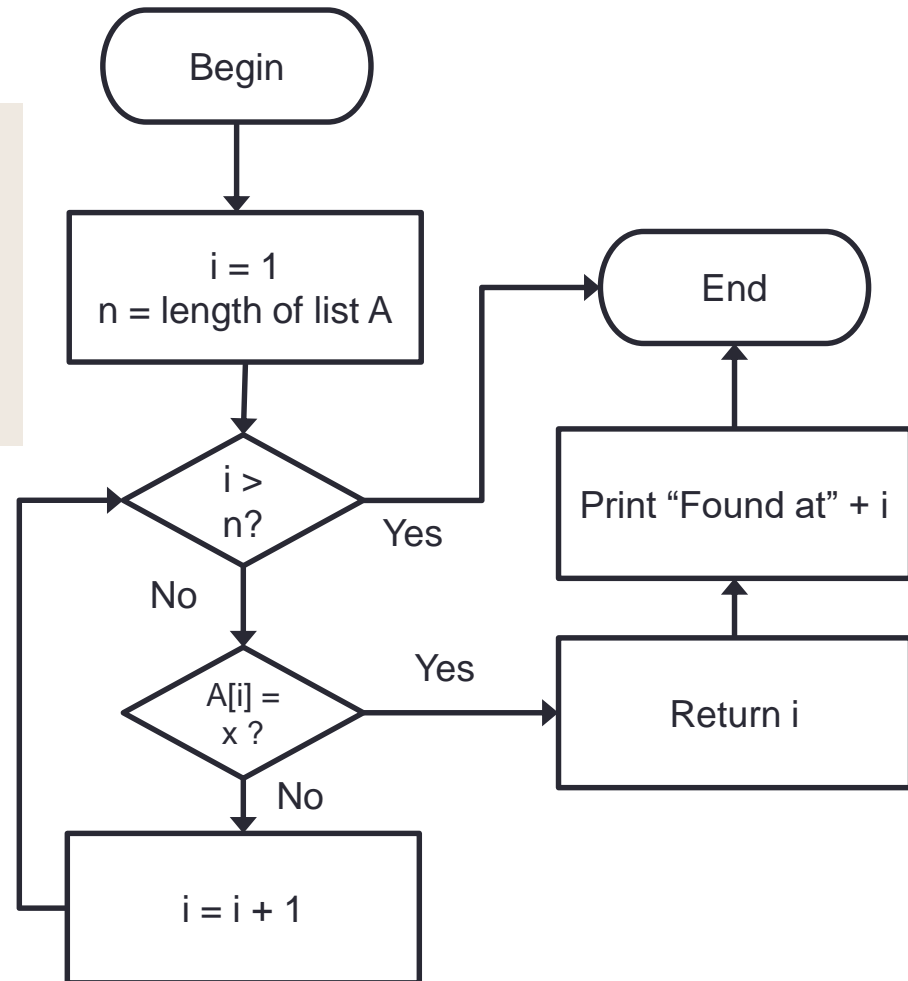 Begin
i = 1
n = length of list A
i >
n?
Yes
No
A[i] =
x ?
Yes
No
i = i + 1
Return i
Print “Found at” + i
End